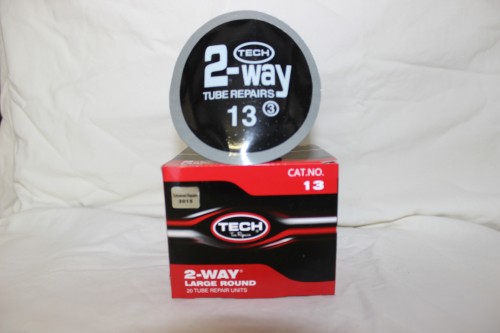 TECH
2-way
TUBE REPAIRS
13 3
CAT.NO.
13
2015
TECH
2-WAY®
LARGE ROUND
20 TUBE REPAIR UNITS